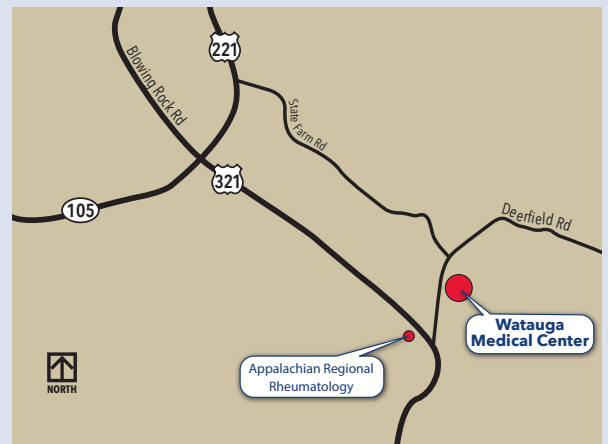 221
Blowing Rock Rd
State Farm Rd
321
105
Deerfield Rd
Watauga
Medical Center
Appalachian Regional
Rheumatology
NORTH